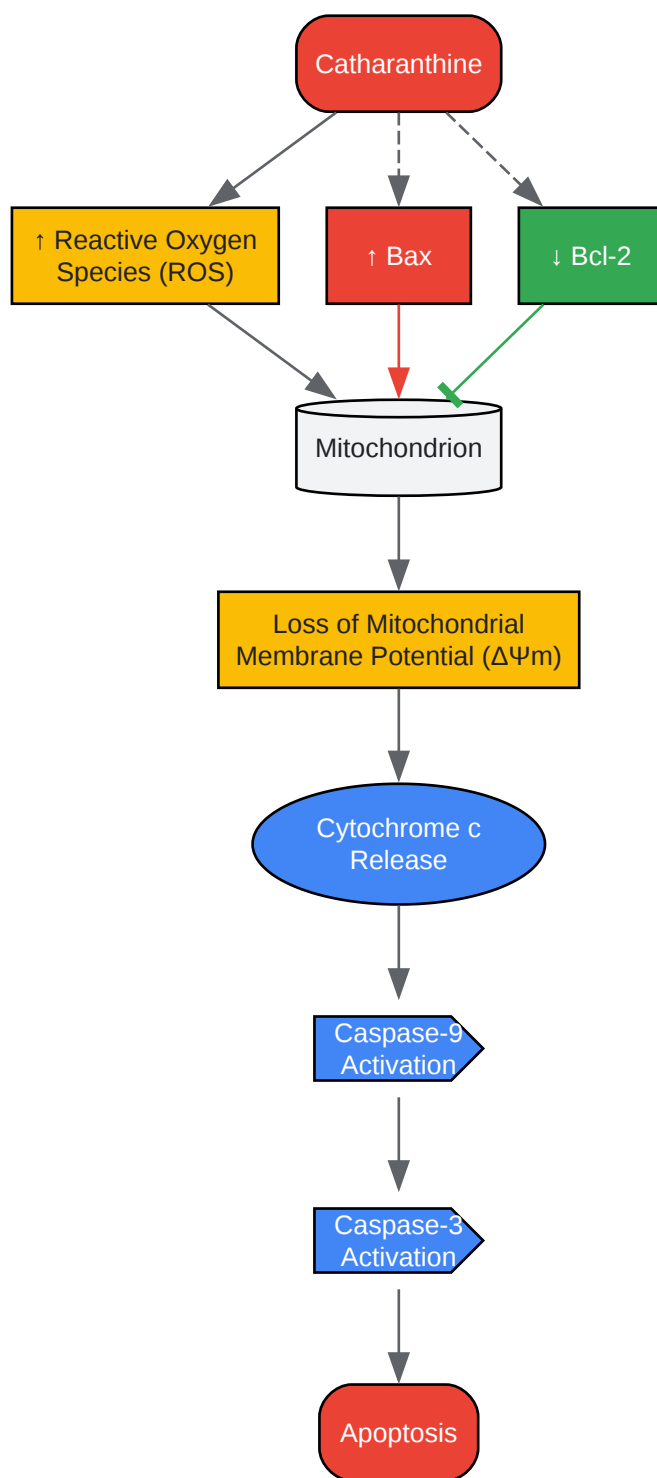 Catharanthine
↑ Reactive Oxygen
Species (ROS)
↑ Bax
↓ Bcl-2
Mitochondrion
Loss of Mitochondrial
Membrane Potential (ΔΨm)
Cytochrome c
Release
Caspase-9
Activation
Caspase-3
Activation
Apoptosis